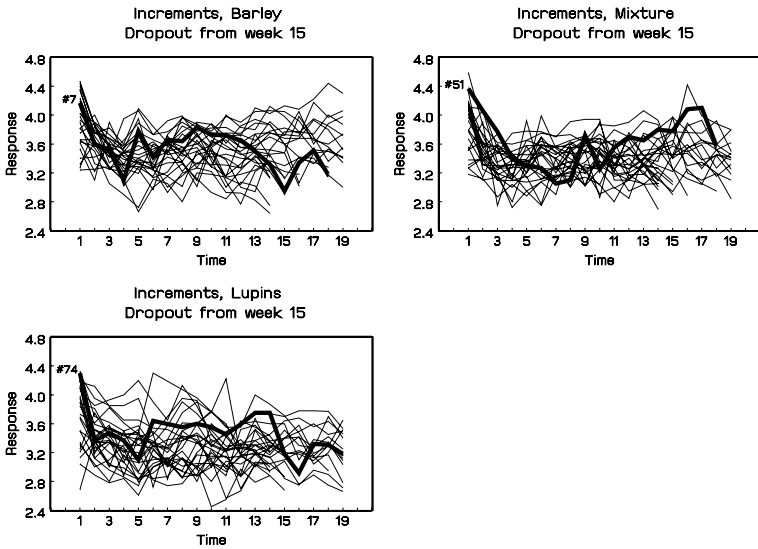 Increments, Barley
Dropout from week 15
4.8
4.4
4.0
3.6
3.2
2.8
2.4
Response
#7
1 3 5 7 9 11 13 15 17 19
Time
Increments, Mixture
Dropout from week 15
4.8
4.4
4.0
3.6
3.2
2.8
2.4
Response
#51
1 3 5 7 9 11 13 15 17 19
Time
Increments, Lupins
Dropout from week 15
4.8
4.4
4.0
3.6
3.2
2.8
2.4
Response
#74
1 3 5 7 9 11 13 15 17 19
Time